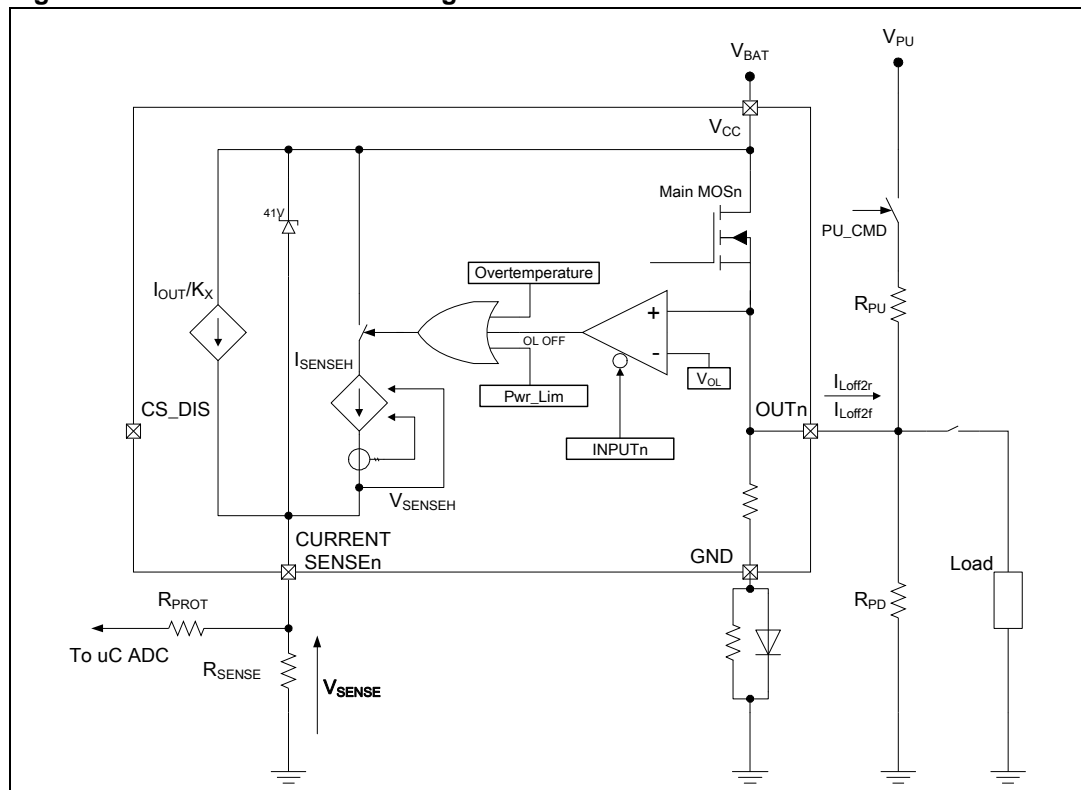 V_BAT
V_PU
V_CC
Main MOSn
41V
PU_CMD
Overtemperature
I_OUT/K_X
R_PU
+
OL OFF
-
I_SENSEH
V_OL
Pwr_Lim
I_Loff2r
CS_DIS
OUTn
I_Loff2f
INPUTn
V_SENSEH
CURRENT
SENSEn
GND
Load
R_PROT
R_PD
To uC ADC
R_SENSE
V_SENSE